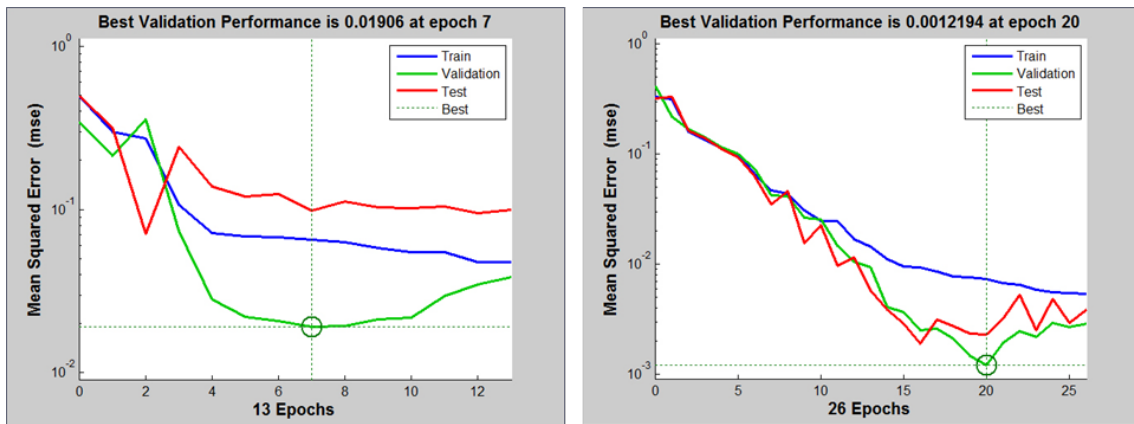 Best Validation Performance is 0.01906 at epoch 7
10^0
10^-1
10^-2
Mean Squared Error (mse)
Train
Validation
Test
Best
0 2 4 6 8 10 12
13 Epochs
Best Validation Performance is 0.0012194 at epoch 20
10^0
10^-1
10^-2
10^-3
Mean Squared Error (mse)
Train
Validation
Test
Best
0 5 10 15 20 25
26 Epochs